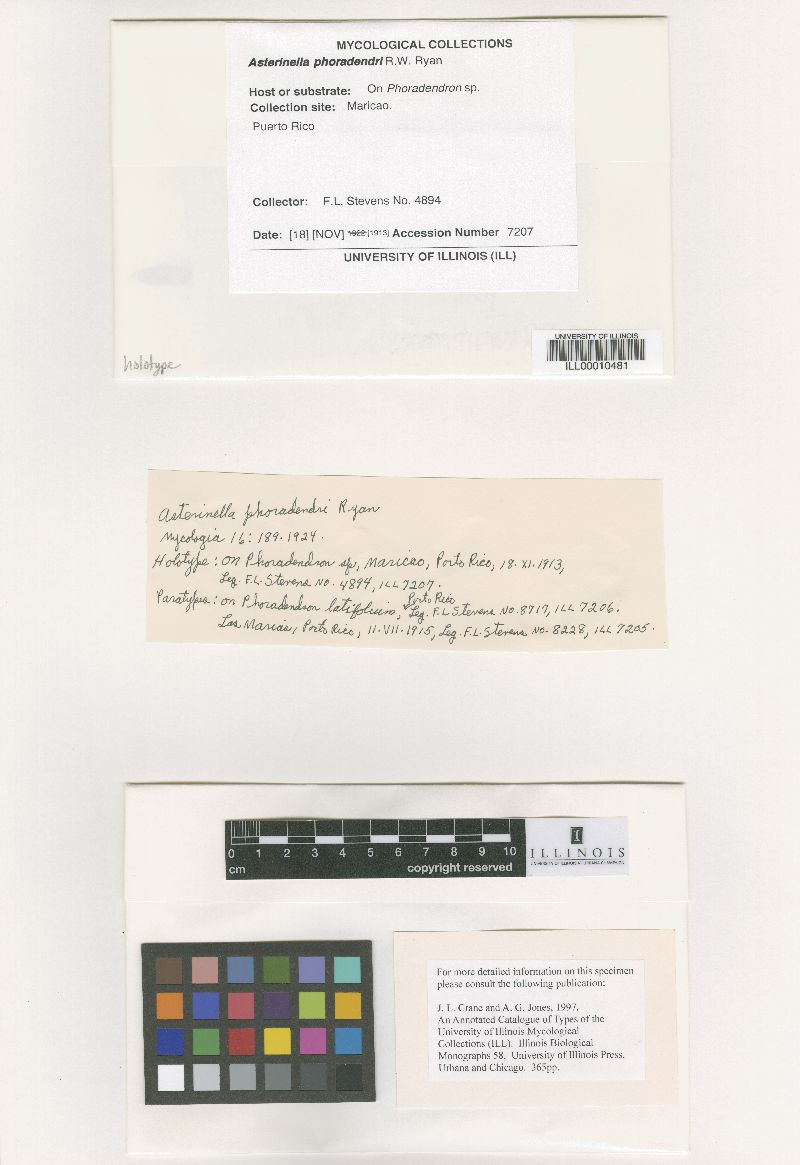 MYCOLOGICAL COLLECTIONS
Asterinella phoradendri R.W. Ryan
Host or substrate: On Phoradendron sp.
Collection site: Maricao.
Puerto Rico
Collector: F.L. Stevens No. 4894
Date: [18] [NOV] 1922 [1913] Accession Number 7207
UNIVERSITY OF ILLINOIS (ILL)
holotype
UNIVERSITY OF ILLINOIS
ILL00010481
Asterinella phoradendri Ryan
Mycologia 16: 189. 1924.
Holotype: on Phoradendron sp, Maricao, Porto Rico, 18.XI.1913,
Leg. F.L. Stevens No. 4894, ILL 7207.
Paratypes: on Phoradendron latifolium, Porto Rico, Leg. F.L Stevens No. 8717, ILL 7206.
Las Marias, Porto Rico, 11.VII.1915, Leg. F.L. Stevens No. 8228, ILL 7205.
0 1 2 3 4 5 6 7 8 9 10
cm copyright reserved
I
ILLINOIS
UNIVERSITY OF ILLINOIS AT URBANA-CHAMPAIGN
For more detailed information on this specimen
please consult the following publication:
J. L. Crane and A. G. Jones, 1997.
An Annotated Catalogue of Types of the
University of Illinois Mycological
Collections (ILL). Illinois Biological
Monographs 58. University of Illinois Press,
Urbana and Chicago. 365pp.